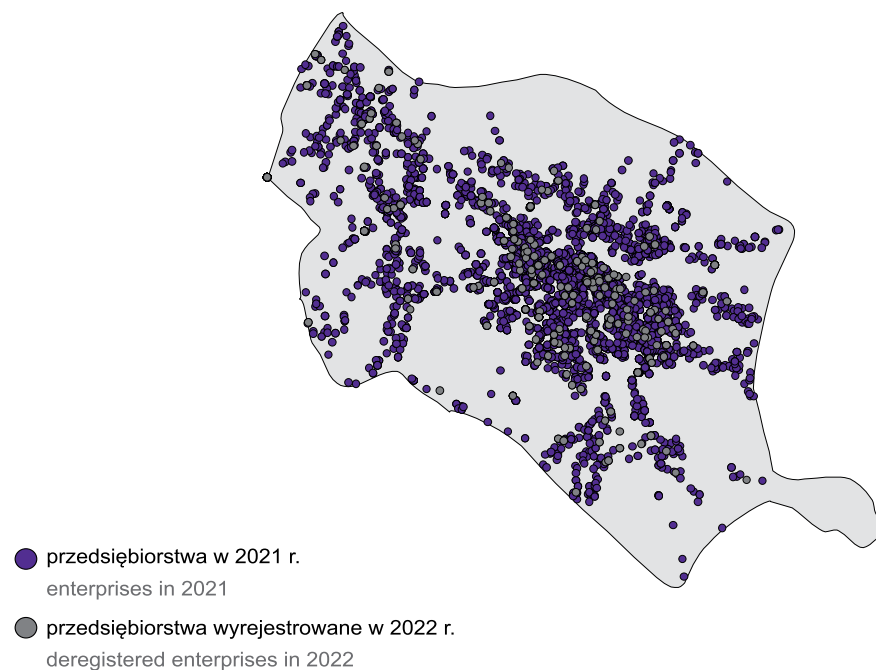 przedsiębiorstwa w 2021 r.
enterprises in 2021
przedsiębiorstwa wyrejestrowane w 2022 r.
deregistered enterprises in 2022